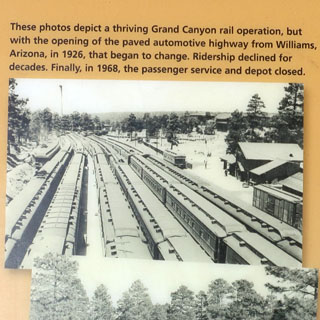 These photos depict a thriving Grand Canyon rail operation, but
with the opening of the paved automotive highway from Williams,
Arizona, in 1926, that began to change. Ridership declined for
decades. Finally, in 1968, the passenger service and depot closed.